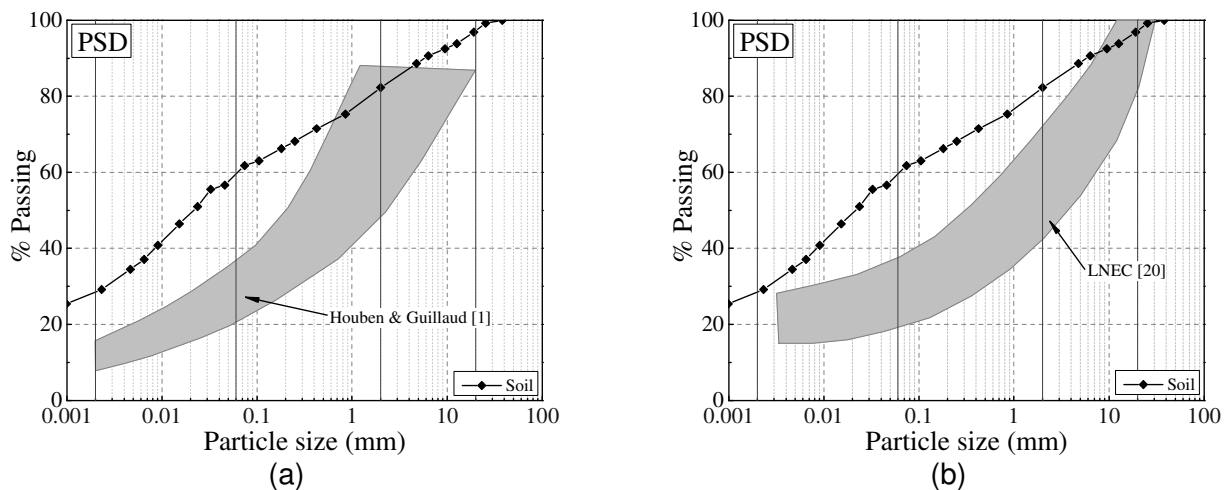 PSD
% Passing
100
80
60
40
20
0
Houben & Guillaud [1]
Soil
0.001 0.01 0.1 1 10 100
Particle size (mm)
(a)
PSD
% Passing
100
80
60
40
20
0
LNEC [20]
Soil
0.001 0.01 0.1 1 10 100
Particle size (mm)
(b)